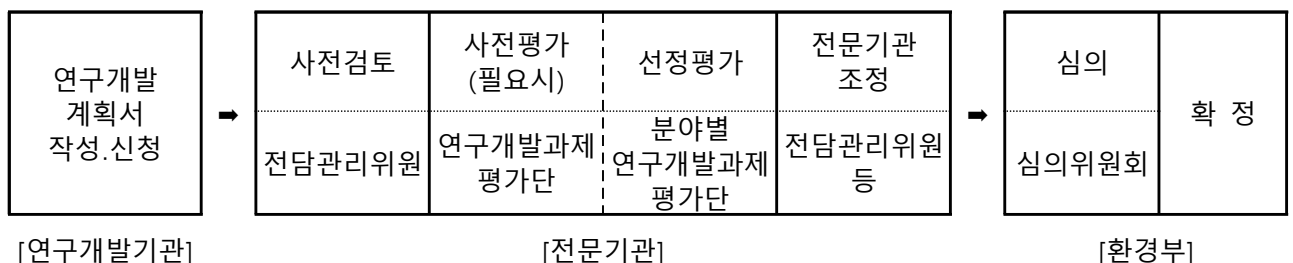 연구개발
계획서
작성.신청
➡
사전검토
전담관리위원
사전평가
(필요시)
연구개발과제
평가단
선정평가
분야별
연구개발과제
평가단
전문기관
조정
전담관리위원
등
➡
심의
심의위원회
확 정
[연구개발기관]
[전문기관]
[환경부]